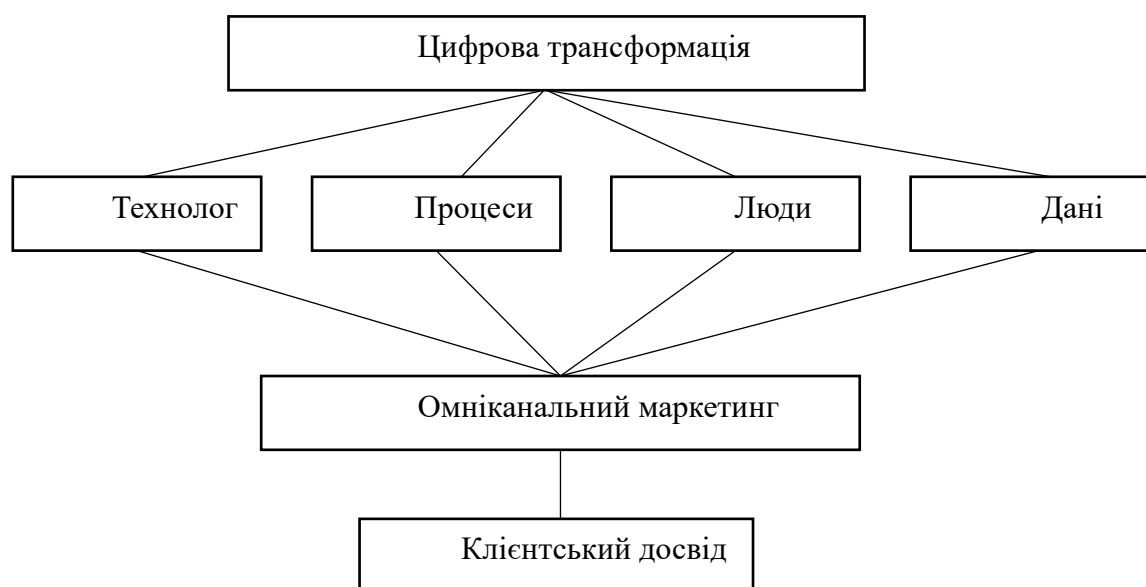 Цифрова трансформація
Технолог
Процеси
Люди
Дані
Омніканальний маркетинг
Клієнтський досвід